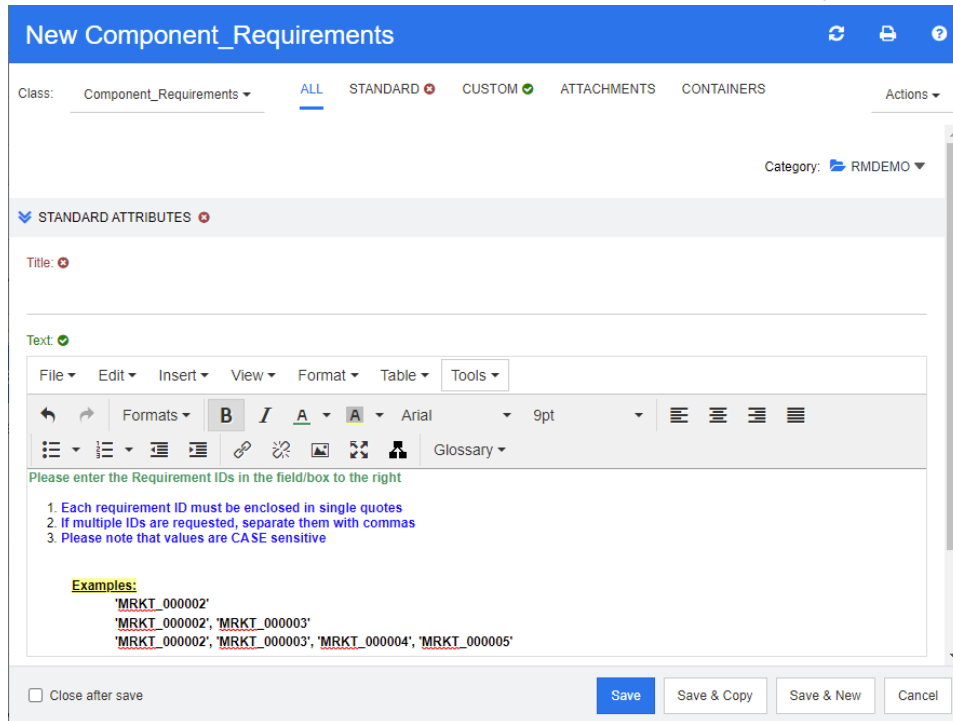 New Component_Requirements
Class: Component_Requirements ALL STANDARD CUSTOM ATTACHMENTS CONTAINERS Actions
Category: RMDEMO
STANDARD ATTRIBUTES
Title:
Text:
File Edit Insert View Format Table Tools
Formats B I A A Arial 9pt
Glossary
Please enter the Requirement IDs in the field/box to the right
1. Each requirement ID must be enclosed in single quotes
2. If multiple IDs are requested, separate them with commas
3. Please note that values are CASE sensitive
Examples:
'MRKT_000002'
'MRKT_000002', 'MRKT_000003'
'MRKT_000002', 'MRKT_000003', 'MRKT_000004', 'MRKT_000005'
Close after save Save Save & Copy Save & New Cancel